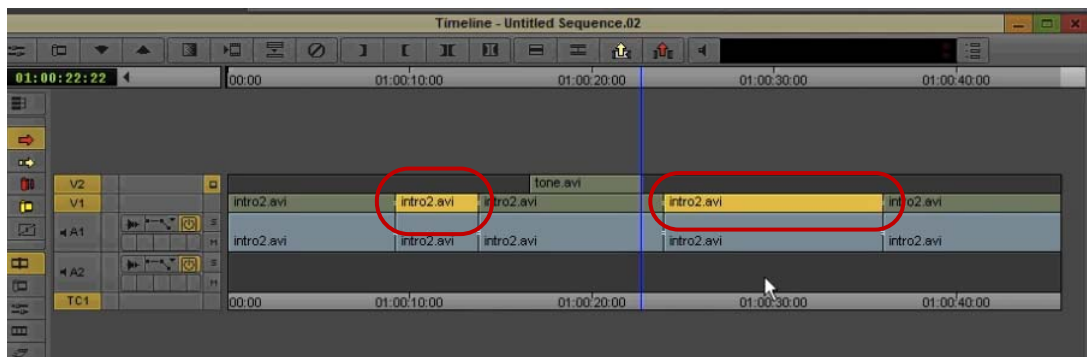 Timeline - Untitled Sequence.02
01:00:22:22 00:00 01:00:10:00 01:00:20:00 01:00:30:00 01:00:40:00
V2 tone.avi
V1 intro2.avi intro2.avi intro2.avi intro2.avi intro2.avi
A1 S M intro2.avi intro2.avi intro2.avi intro2.avi intro2.avi
A2 S M
TC1 00:00 01:00:10:00 01:00:20:00 01:00:30:00 01:00:40:00